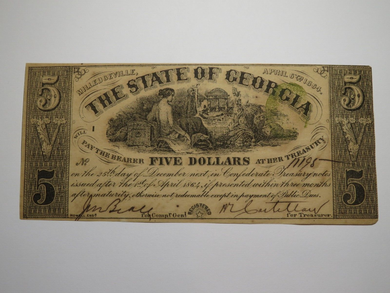 MILLEDGEVILLE, APRIL 6TH 1864.
THE STATE OF GEORGIA
5
5
V
V
1
WILL
PAY THE BEARER FIVE DOLLARS AT HER TREASURY
No
on the 25th day of December next, in Confederate Treasury notes
issued after the 1st of April 1864, if presented within three months
after maturity, otherwise not redeemable except in payment of Public Dues.
5
5
for Compt Genl
for Treasurer